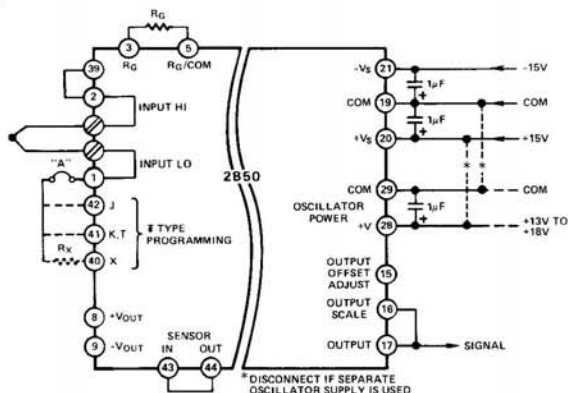 RG
3
5
RG
RG/COM
39
2
INPUT HI
INPUT LO
"A"
1
42 J
41 K,T
40 X
RX
TYPE
PROGRAMMING
8 +VOUT
9 -VOUT
SENSOR
IN OUT
43 44
2B50
-VS 21 -15V
1µF
+
COM 19 COM
1µF
+
+VS 20 +15V
* *
COM 29 COM
OSCILLATOR
POWER
1µF
+
+V 28 +13V TO
+18V
OUTPUT
OFFSET
ADJUST
15
OUTPUT
SCALE
16
OUTPUT 17 SIGNAL
*DISCONNECT IF SEPARATE
OSCILLATOR SUPPLY IS USED